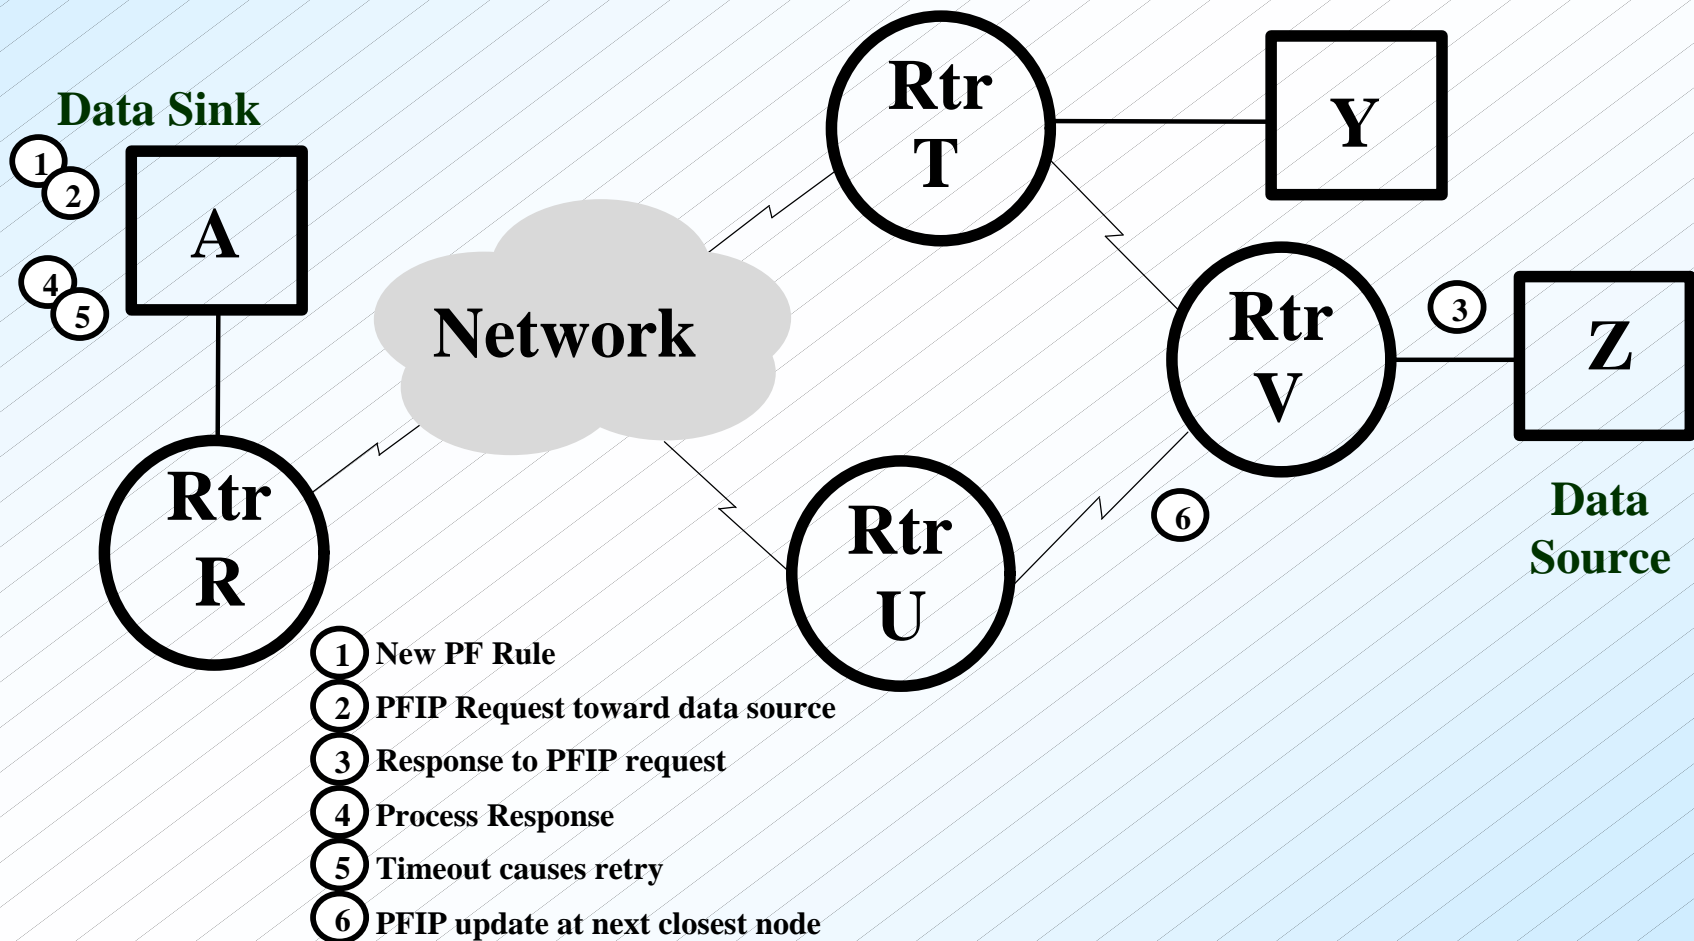 Data Sink
1
2
A
4
5
Rtr
R
Network
Rtr
T
Y
Rtr
V
3
Z
Data
Source
Rtr
U
6
1 New PF Rule
2 PFIP Request toward data source
3 Response to PFIP request
4 Process Response
5 Timeout causes retry
6 PFIP update at next closest node